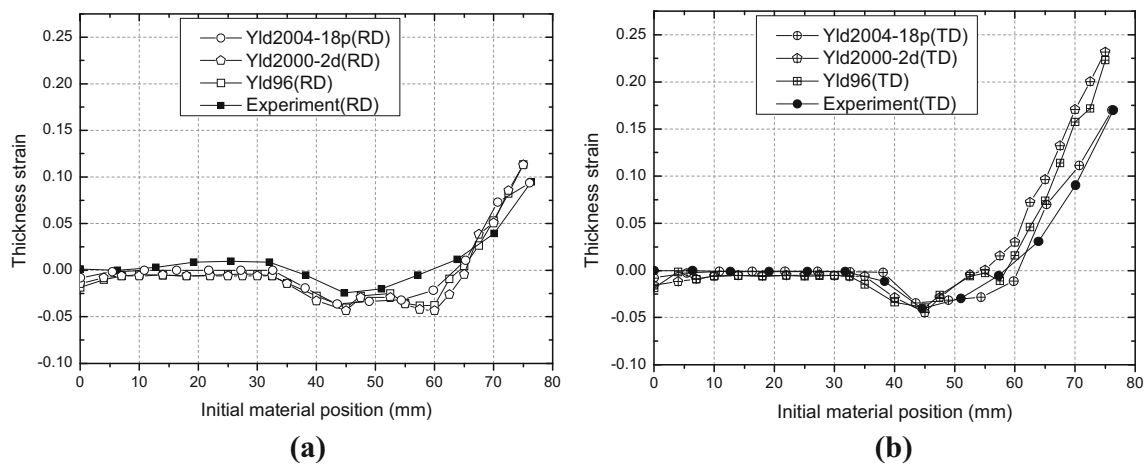 0.25
0.20
0.15
0.10
0.05
0.00
-0.05
-0.10
Thickness strain
Yld2004-18p(RD)
Yld2000-2d(RD)
Yld96(RD)
Experiment(RD)
0 10 20 30 40 50 60 70 80
Initial material position (mm)
(a)
0.25
0.20
0.15
0.10
0.05
0.00
-0.05
-0.10
Thickness strain
Yld2004-18p(TD)
Yld2000-2d(TD)
Yld96(TD)
Experiment(TD)
0 10 20 30 40 50 60 70 80
Initial material position (mm)
(b)